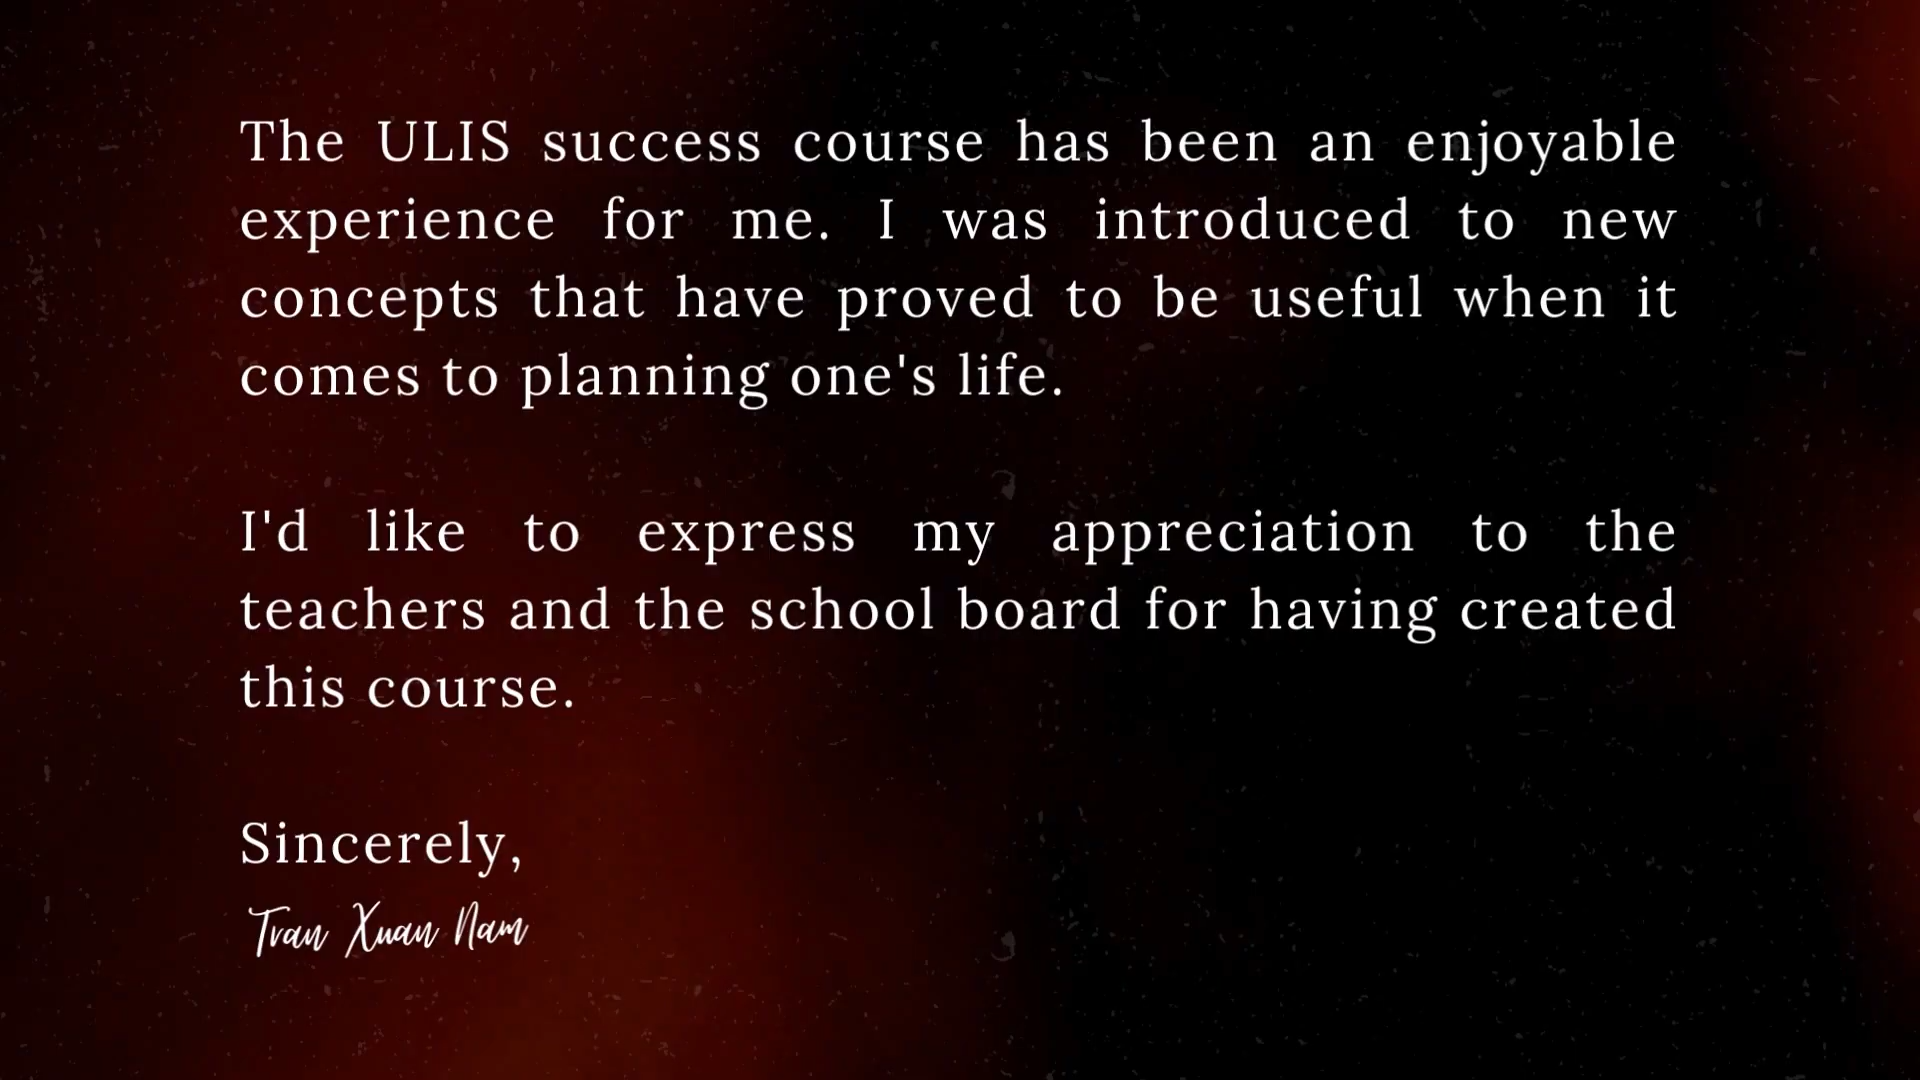 The ULIS success course has been an enjoyable
experience for me. I was introduced to new
concepts that have proved to be useful when it
comes to planning one's life.
I'd like to express my appreciation to the
teachers and the school board for having created
this course.
Sincerely,
Tran Xuan Nam